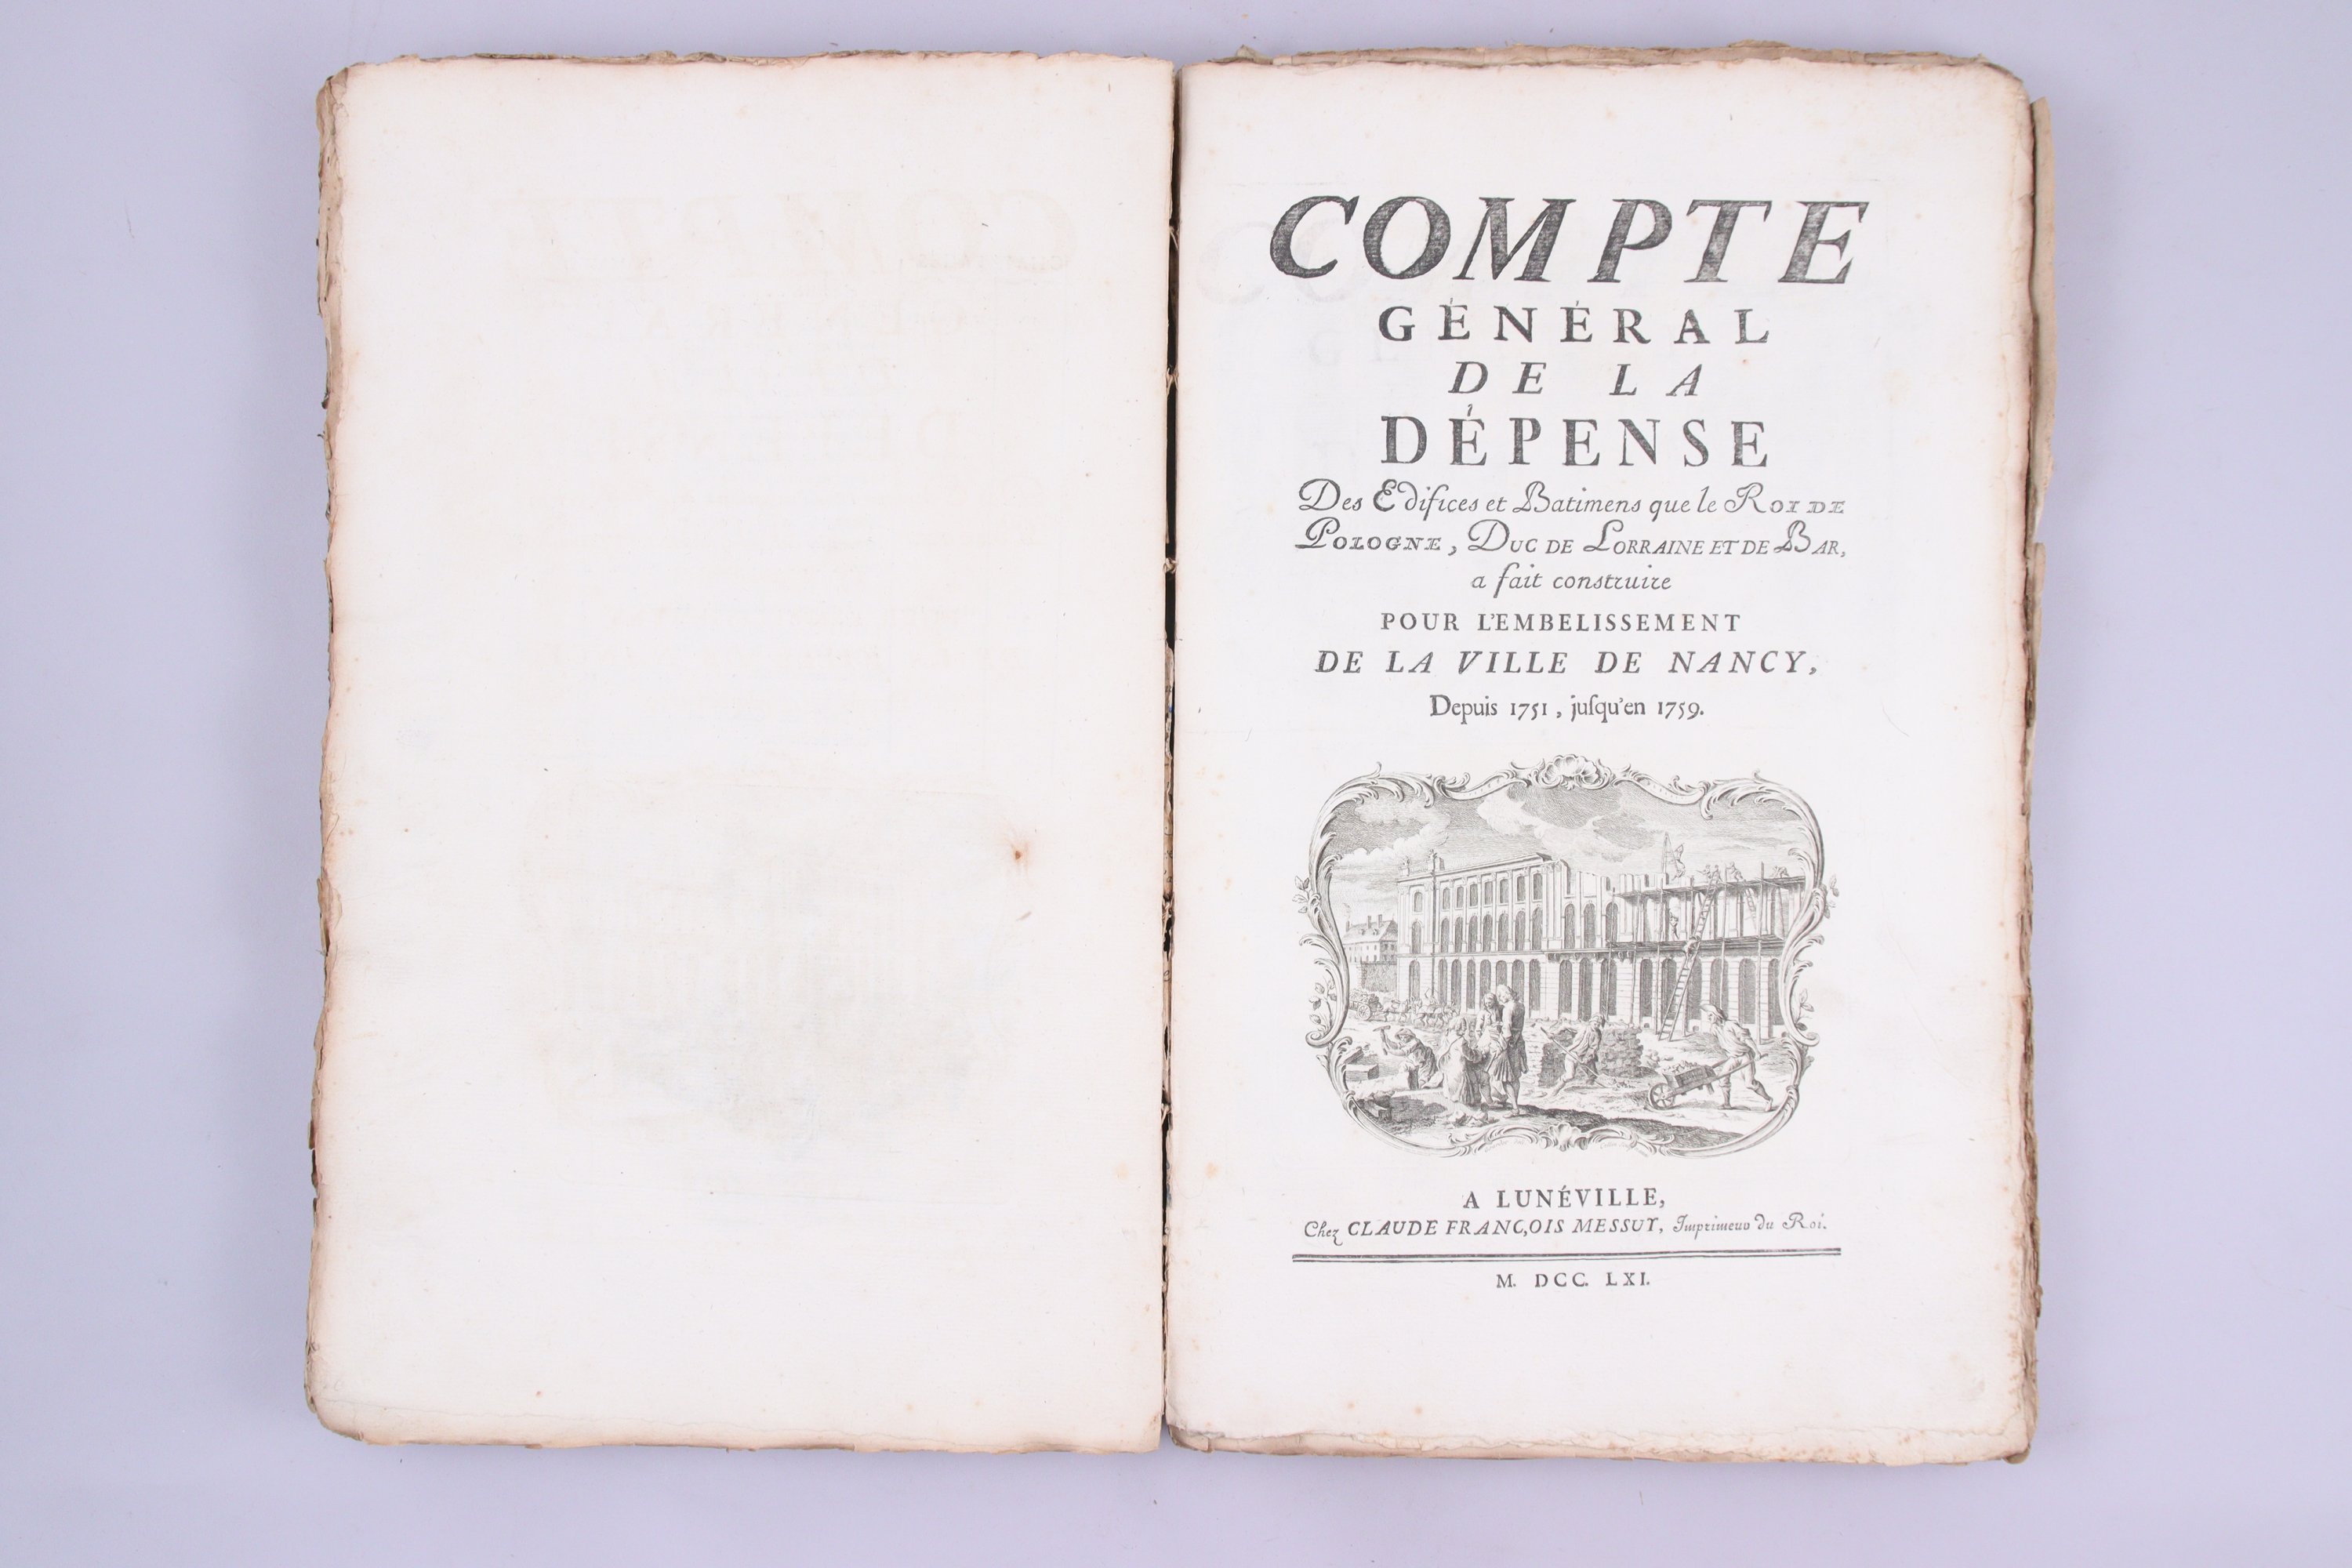 COMPTE
GÉNÉRAL
DE LA
DÉPENSE
Des Edifices et Batimens que le ROI DE
POLOGNE, DUC DE LORRAINE ET DE BAR,
a fait construire
POUR L'EMBELISSEMENT
DE LA VILLE DE NANCY,
Depuis 1751, juſqu'en 1759.
A LUNÉVILLE,
Chez CLAUDE FRANÇOIS MESSUY, Imprimeur du Roi.
M. DCC. LXI.